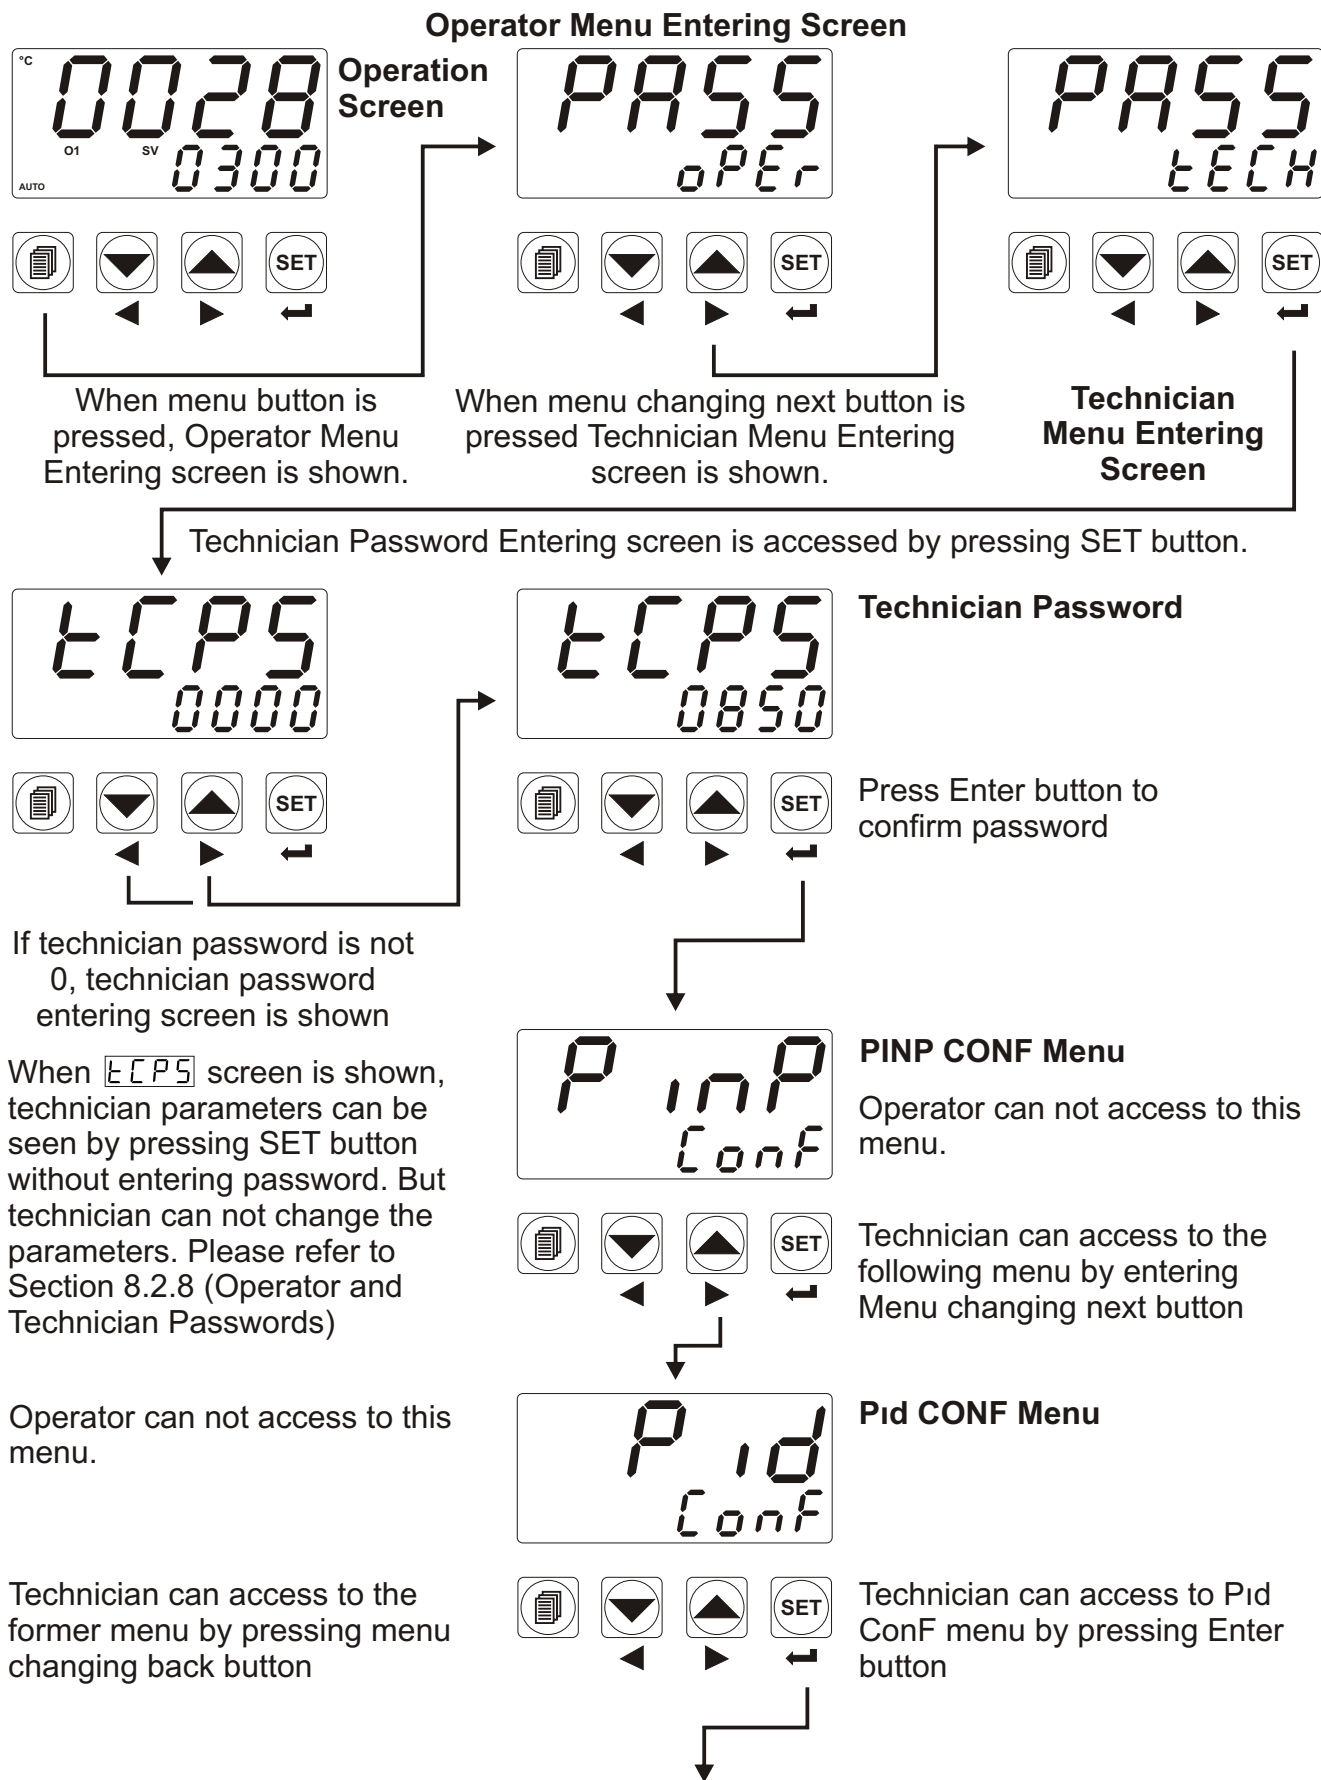 Operator Menu Entering Screen
°C
0028
O1 SV 0300
AUTO
Operation
Screen
PASS
oPEr
PASS
tECH
SET
SET
SET
When menu button is
pressed, Operator Menu
Entering screen is shown.
When menu changing next button is
pressed Technician Menu Entering
screen is shown.
Technician
Menu Entering
Screen
Technician Password Entering screen is accessed by pressing SET button.
tCPS
0000
tCPS
0850
Technician Password
SET
SET
Press Enter button to
confirm password
If technician password is not
0, technician password
entering screen is shown
When tCPS screen is shown,
technician parameters can be
seen by pressing SET button
without entering password. But
technician can not change the
parameters. Please refer to
Section 8.2.8 (Operator and
Technician Passwords)
PinP
ConF
PINP CONF Menu
Operator can not access to this
menu.
SET
Technician can access to the
following menu by entering
Menu changing next button
Operator can not access to this
menu.
Pid
ConF
Pıd CONF Menu
Technician can access to the
former menu by pressing menu
changing back button
SET
Technician can access to Pıd
ConF menu by pressing Enter
button